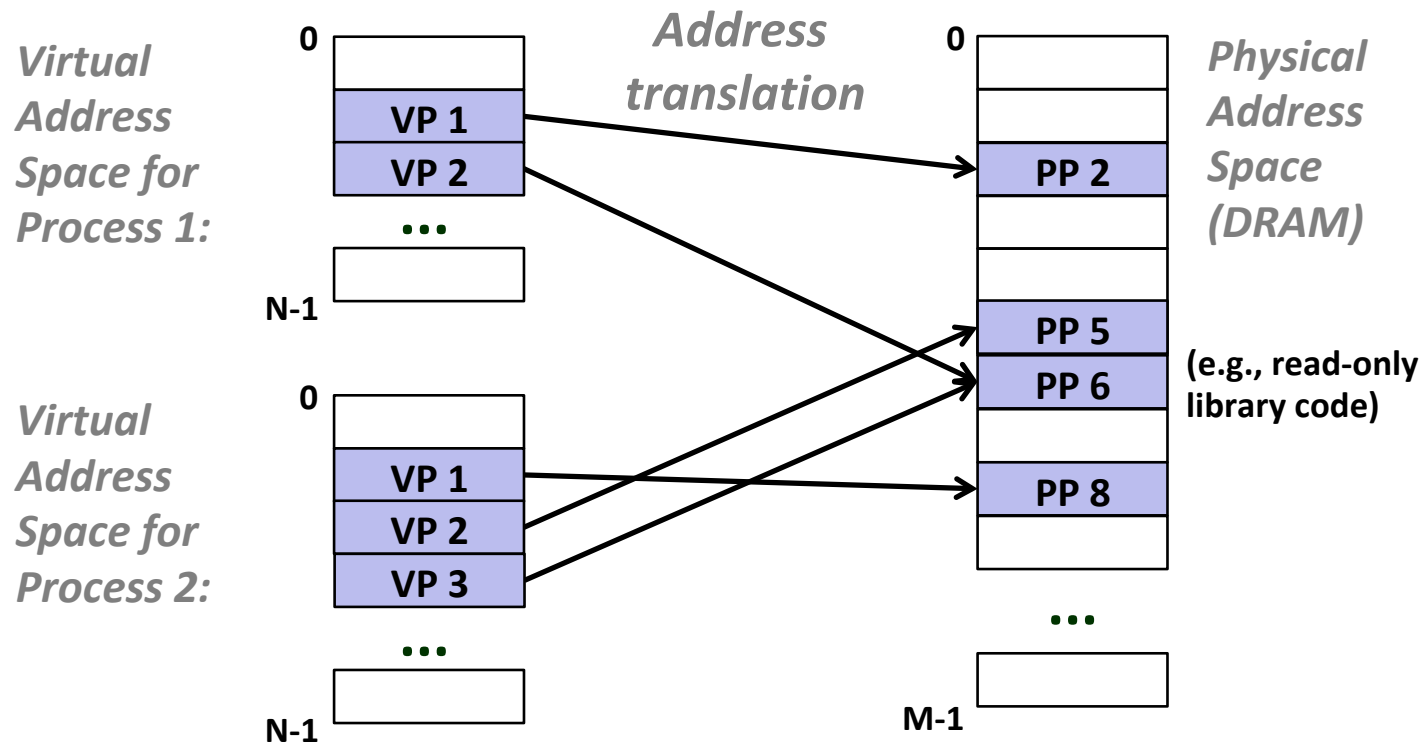 Virtual
Address
Space for
Process 1:
0
VP 1
VP 2
...
N-1
Address
translation
0
PP 2
PP 5
PP 6
PP 8
...
M-1
Physical
Address
Space
(DRAM)
(e.g., read-only
library code)
Virtual
Address
Space for
Process 2:
0
VP 1
VP 2
VP 3
...
N-1